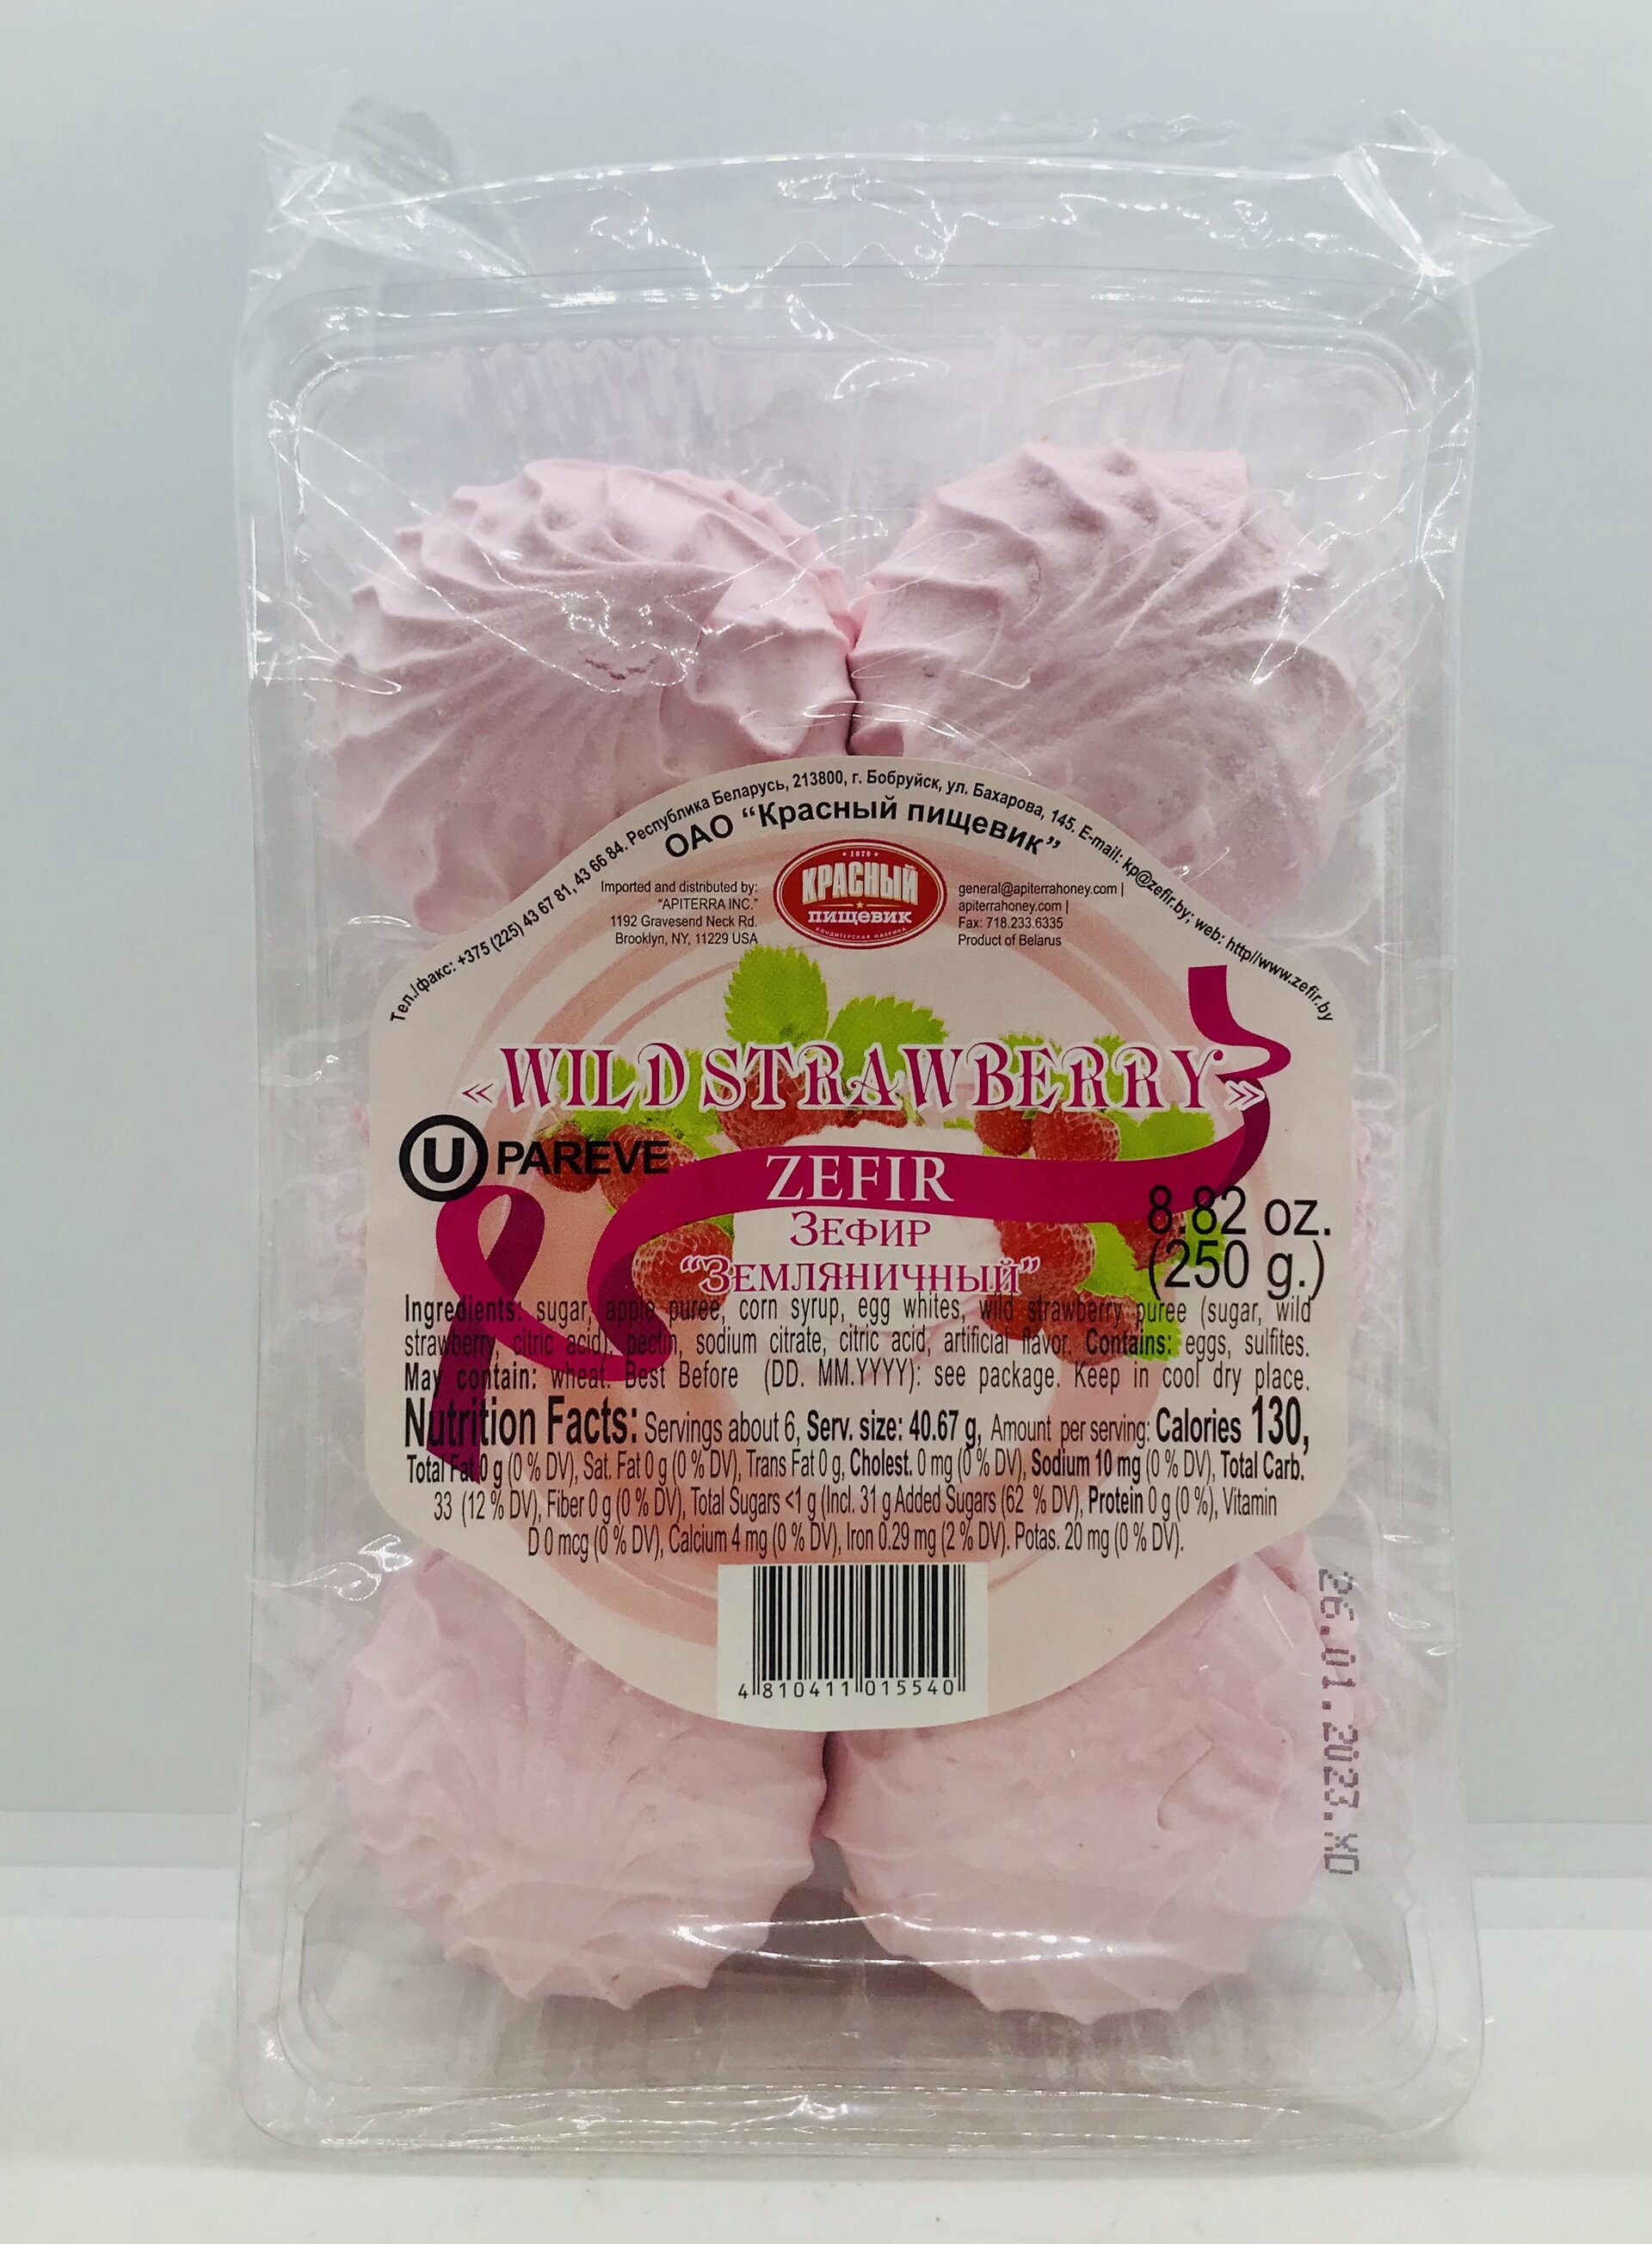 Тел./факс: +375 (225) 43 67 81, 43 66 84. Республика Беларусь, 213800, г. Бобруйск, ул. Бахарова, 145. E-mail: kp@zefir.by; web: http//www.zefir.by
ОАО “Красный пищевик”
Imported and distributed by:
"APITERRA INC."
1192 Gravesend Neck Rd.
Brooklyn, NY, 11229 USA
• 1870 •
КРАСНЫЙ
ПИЩЕВИК
КОНДИТЕРСКАЯ ФАБРИКА
general@apiterrahoney.com |
apiterrahoney.com |
Fax: 718.233.6335
Product of Belarus
«WILD STRAWBERRY»
U PAREVE
ZEFIR
ЗЕФИР
“ЗЕМЛЯНИЧНЫЙ”
8.82 oz.
(250 g.)
Ingredients: sugar, apple puree, corn syrup, egg whites, wild strawberry puree (sugar, wild
strawberry, citric acid), pectin, sodium citrate, citric acid, artificial flavor. Contains: eggs, sulfites.
May contain: wheat. Best Before (DD. MM.YYYY): see package. Keep in cool dry place.
Nutrition Facts: Servings about 6, Serv. size: 40.67 g, Amount per serving: Calories 130,
Total Fat 0 g (0 % DV), Sat. Fat 0 g (0 % DV), Trans Fat 0 g, Cholest. 0 mg (0 % DV), Sodium 10 mg (0 % DV), Total Carb.
33 (12 % DV), Fiber 0 g (0 % DV), Total Sugars <1 g (Incl. 31 g Added Sugars (62 % DV), Protein 0 g (0 %), Vitamin
D 0 mcg (0 % DV), Calcium 4 mg (0 % DV), Iron 0.29 mg (2 % DV). Potas. 20 mg (0 % DV).
4 810411 015540
26.01.2023.ХО